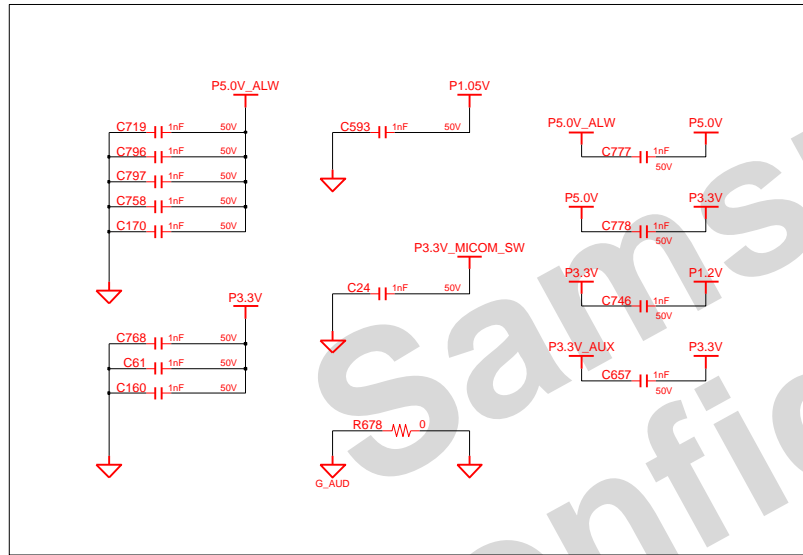 P5.0V_ALW
C719 1nF 50V
C796 1nF 50V
C797 1nF 50V
C758 1nF 50V
C170 1nF 50V
P3.3V
C768 1nF 50V
C61 1nF 50V
C160 1nF 50V
P1.05V
C593 1nF 50V
P3.3V_MICOM_SW
C24 1nF 50V
R678 0
G_AUD
P5.0V_ALW P5.0V
C777 1nF
50V
P5.0V P3.3V
C778 1nF
50V
P3.3V P1.2V
C746 1nF
50V
P3.3V_AUX P3.3V
C657 1nF
50V
Sams
nfi